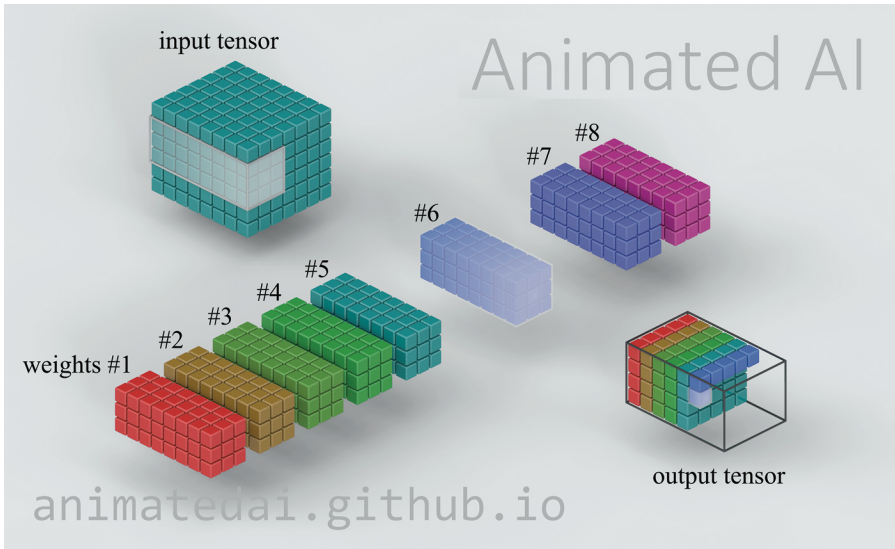 input tensor
Animated AI
#8
#7
#6
#5
#4
#3
#2
weights #1
output tensor
animatedai.github.io